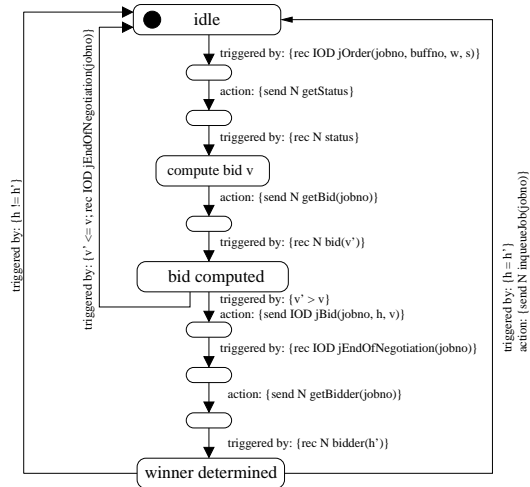 idle
triggered by: {rec IOD jOrder(jobno, buffno, w, s)}
action: {send N getStatus}
triggered by: {rec N status}
compute bid v
action: {send N getBid(jobno)}
triggered by: {rec N bid(v')}
bid computed
triggered by: {v' > v}
action: {send IOD jBid(jobno, h, v)}
triggered by: {rec IOD jEndOfNegotiation(jobno)}
action: {send N getBidder(jobno)}
triggered by: {rec N bidder(h')}
winner determined
triggered by: {h != h'}
triggered by: {v' <= v; rec IOD jEndOfNegotiation(jobno)}
triggered by: {h = h'}
action: {send N inqueueJob(jobno)}